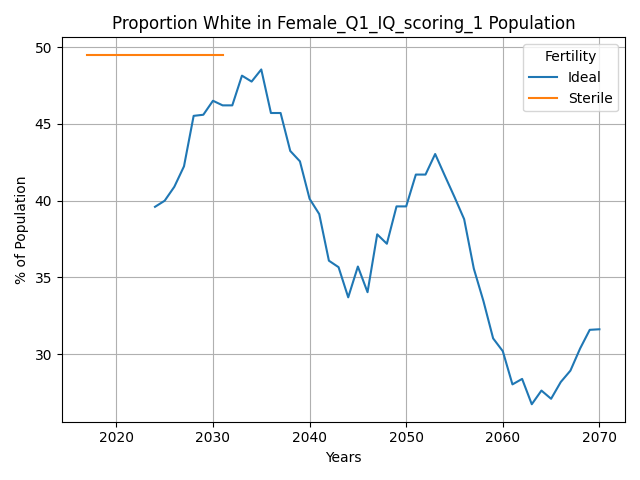 Proportion White in Female_Q1_IQ_scoring_1 Population
50
45
40
35
30
% of Population
Fertility
Ideal
Sterile
2020
2030
2040
2050
2060
2070
Years